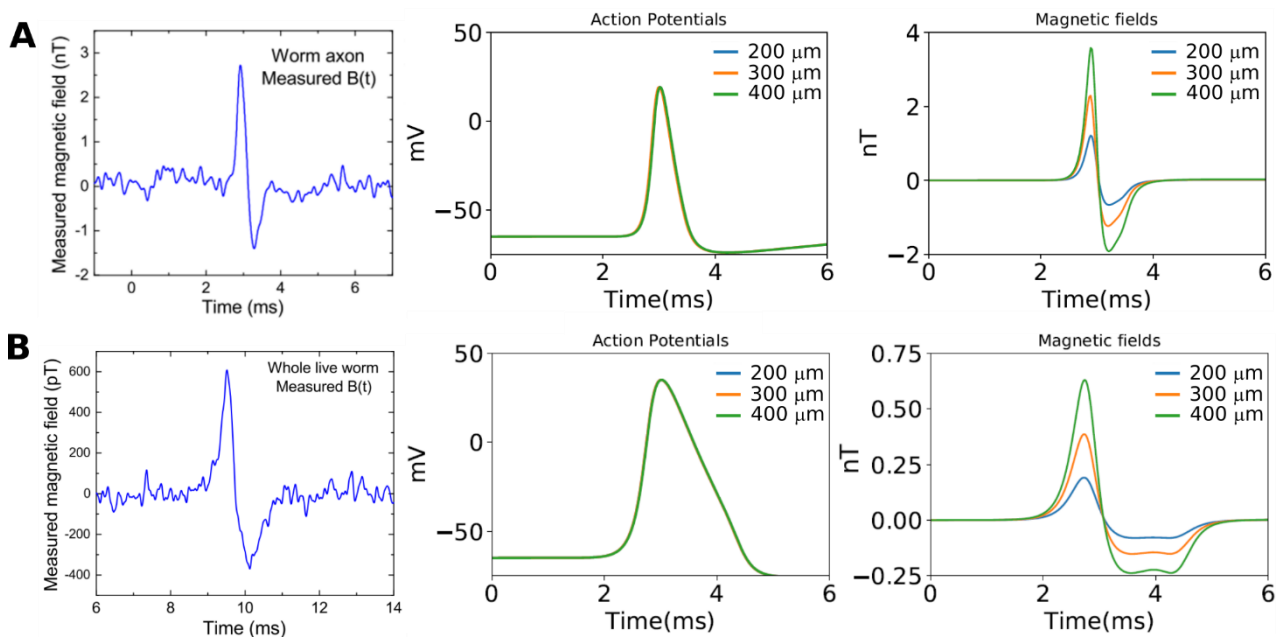 A
Measured magnetic field (nT)
3
2
1
0
-1
-2
Worm axon
Measured B(t)
0
2
4
6
Time (ms)
Action Potentials
mV
50
0
−50
200 μm
300 μm
400 μm
0
2
4
6
Time(ms)
Magnetic fields
nT
4
2
0
−2
200 μm
300 μm
400 μm
0
2
4
6
Time(ms)
B
Measured magnetic field (pT)
600
400
200
0
-200
-400
Whole live worm
Measured B(t)
6
8
10
12
14
Time (ms)
Action Potentials
mV
50
0
−50
200 μm
300 μm
400 μm
0
2
4
6
Time(ms)
Magnetic fields
nT
0.75
0.50
0.25
0.00
−0.25
200 μm
300 μm
400 μm
0
2
4
6
Time(ms)